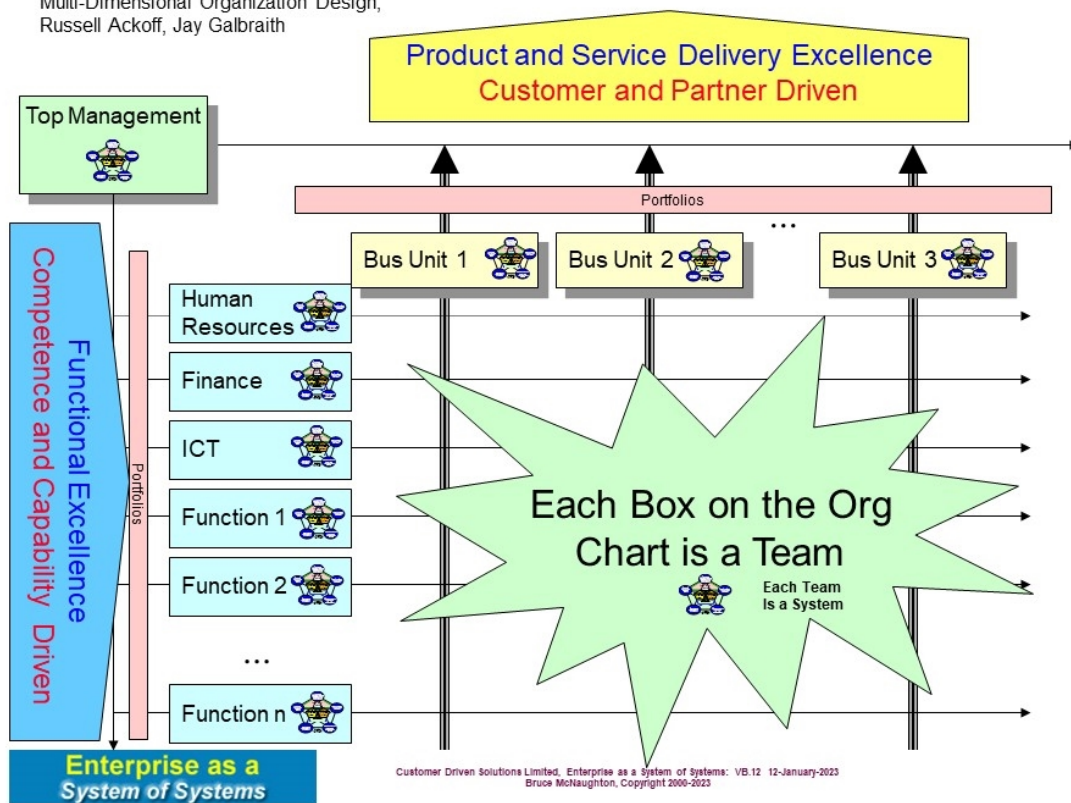 Multi-Dimensional Organization Design,
Russell Ackoff, Jay Galbraith
Product and Service Delivery Excellence
Customer and Partner Driven
Top Management
Portfolios
...
Bus Unit 1
Bus Unit 2
Bus Unit 3
Functional Excellence
Competence and Capability Driven
Portfolios
Human
Resources
Finance
ICT
Function 1
Function 2
...
Function n
Each Box on the Org
Chart is a Team
Each Team
Is a System
Enterprise as a
System of Systems
Customer Driven Solutions Limited, Enterprise as a System of Systems: VB.12 12-January-2023
Bruce McNaughton, Copyright 2000-2023